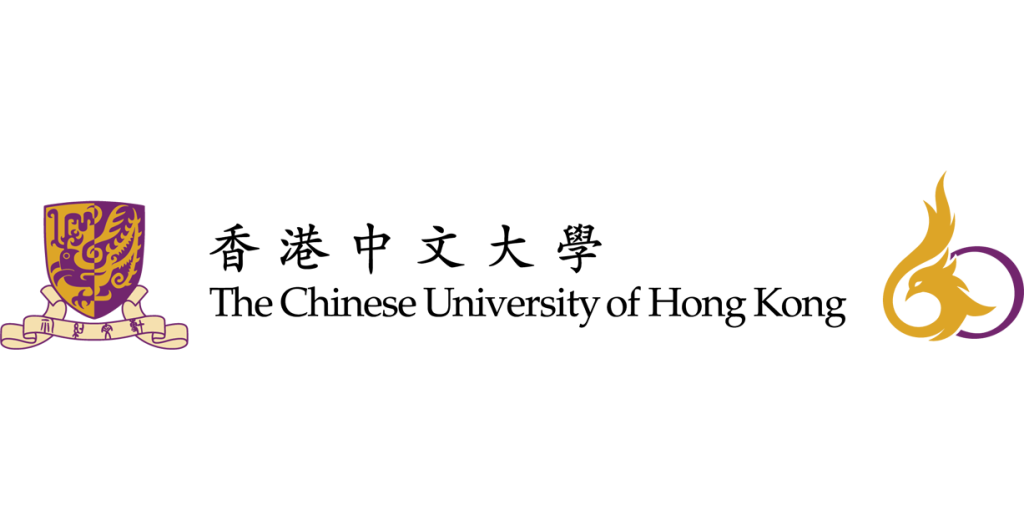 香港中文大學
The Chinese University of Hong Kong